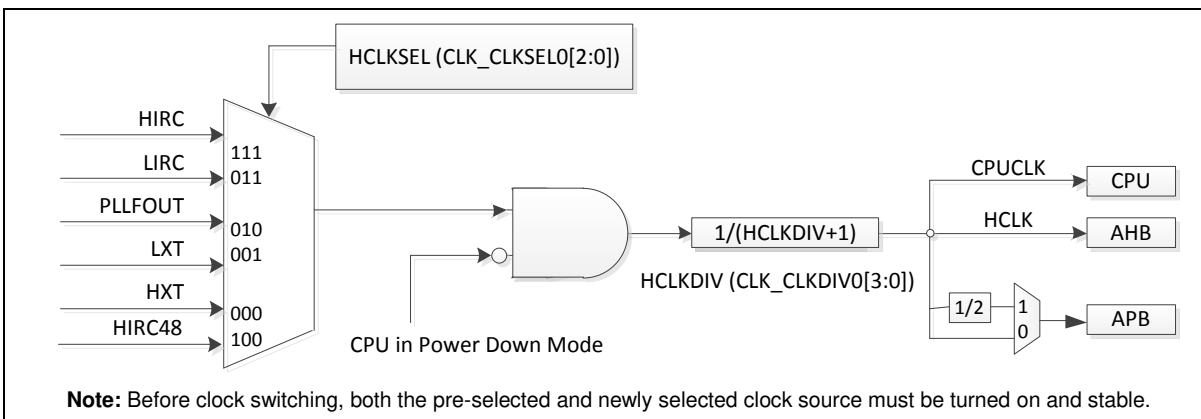 HCLKSEL (CLK_CLKSEL0[2:0])
HIRC
111
LIRC
011
PLLFOUT
010
LXT
001
HXT
000
HIRC48
100
CPU in Power Down Mode
1/(HCLKDIV+1)
HCLKDIV (CLK_CLKDIV0[3:0])
CPUCLK
CPU
HCLK
AHB
1/2
1
0
APB
Note: Before clock switching, both the pre-selected and newly selected clock source must be turned on and stable.